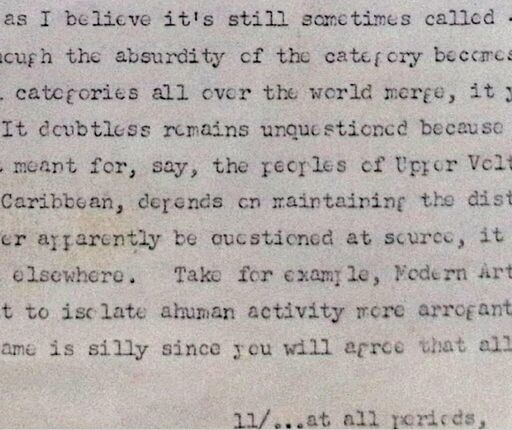 as I believe it's still sometimes called -
ough the absurdity of the category becomes
categories all over the world merge, it
It doubtless remains unquestioned because
meant for, say, the peoples of Upper Volt
Caribbean, depends on maintaining the dist
er apparently be questioned at source, it
elsewhere. Take for example, Modern Art
t to isolate ahuman activity more arrogant
ame is silly since you will agree that all
11/...at all periods,